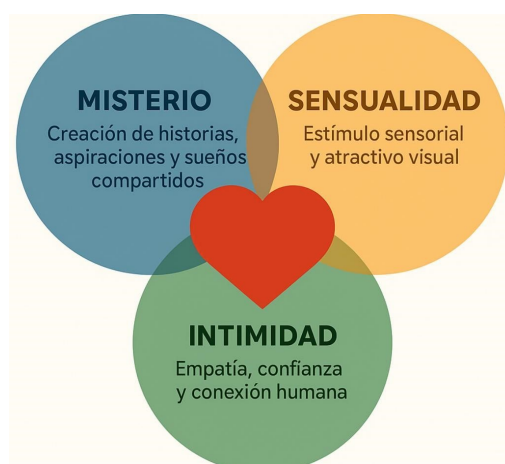 MISTERIO
Creación de historias,
aspiraciones y sueños
compartidos
SENSUALIDAD
Estímulo sensorial
y atractivo visual
INTIMIDAD
Empatía, confianza
y conexión humana